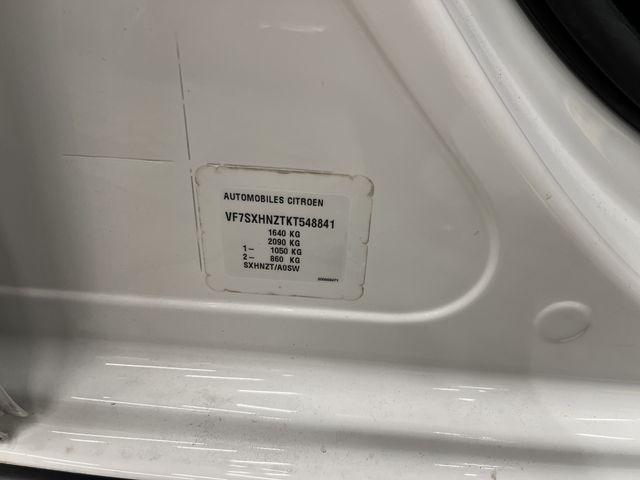 AUTOMOBILES CITROEN
VF7SXHNZTKT548841
1640 KG
2090 KG
1– 1050 KG
2– 860 KG
SXHNZT/A0SW